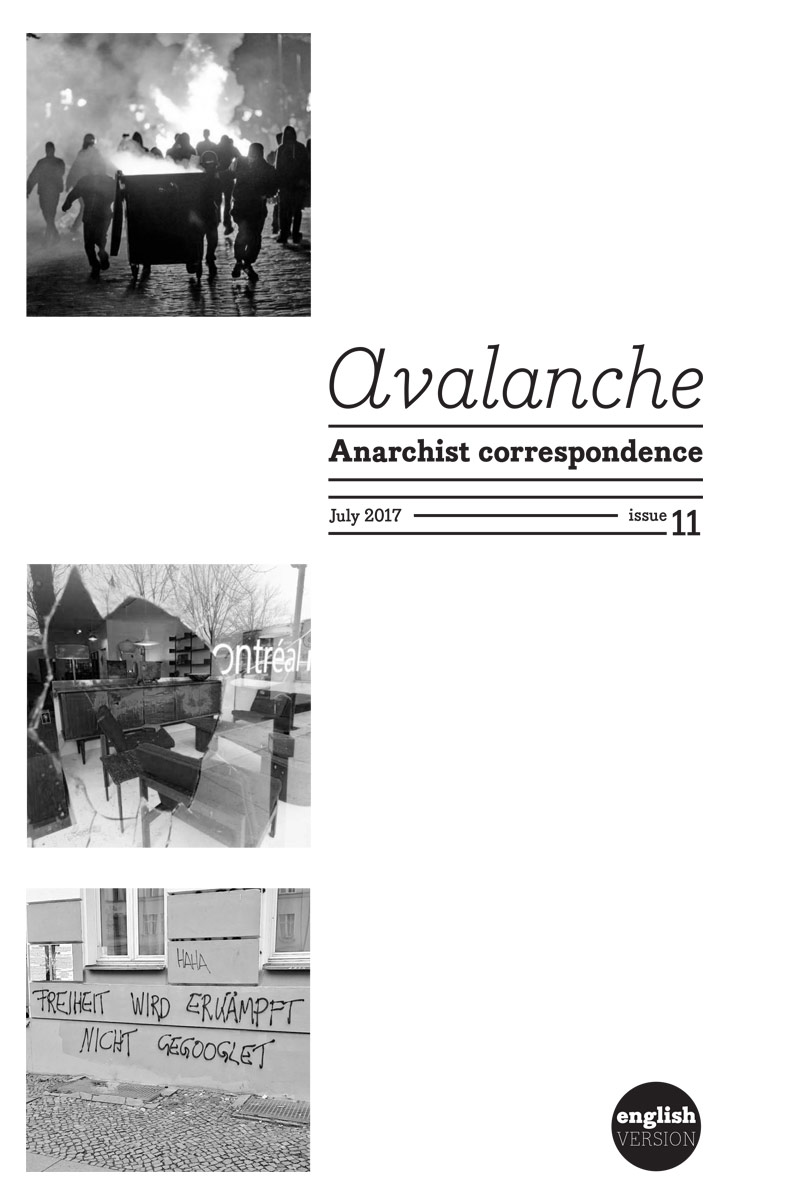 Avalanche
Anarchist correspondence
July 2017 issue 11
ontréal
HAHA
FREIHEIT WIRD ERKÄMPFT
NICHT GEGOOGLET
english
VERSION